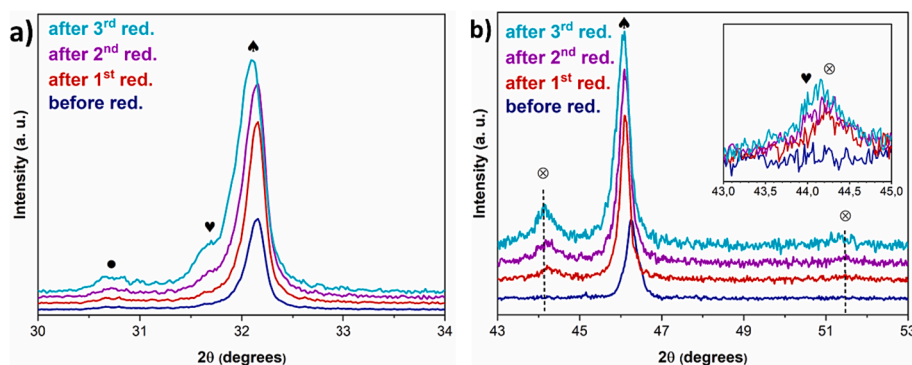 a)
after 3rd red.
after 2nd red.
after 1st red.
before red.
♠
♥
●
Intensity (a. u.)
30 31 32 33 34
2θ (degrees)
b)
after 3rd red.
after 2nd red.
after 1st red.
before red.
♠
♥ ⊗
43,0 43,5 44,0 44,5 45,0
⊗
⊗
Intensity (a. u.)
43 45 47 49 51 53
2θ (degrees)